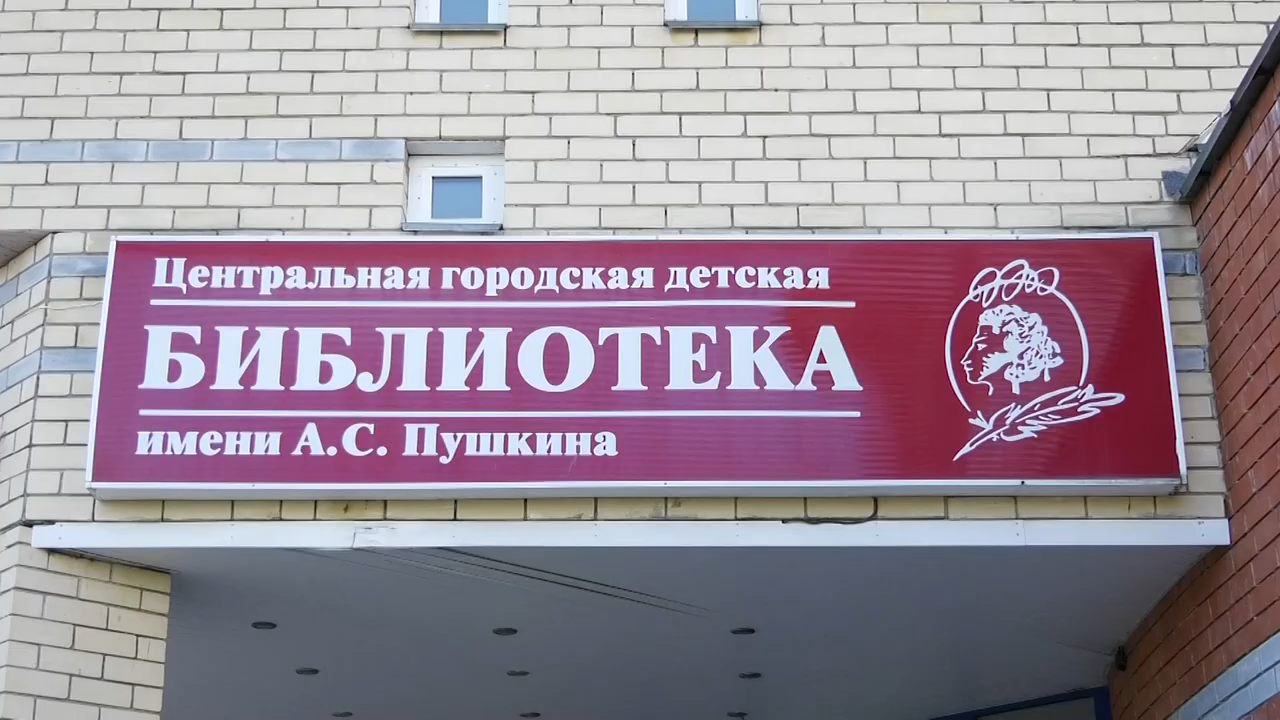 Центральная городская детская
БИБЛИОТЕКА
имени А.С. Пушкина